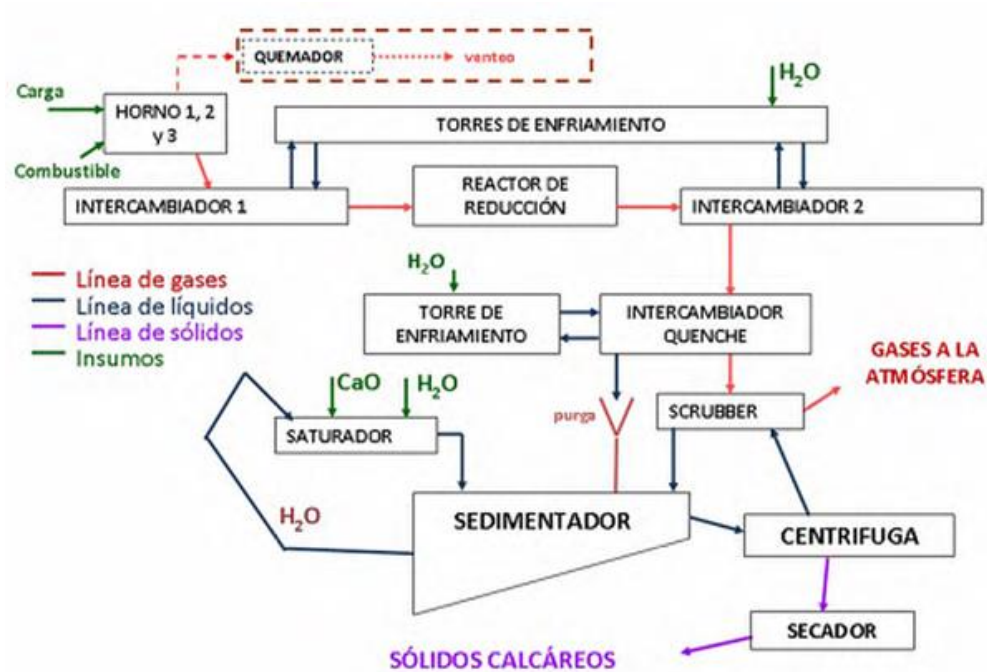 QUEMADOR
venteo
H₂O
Carga
HORNO 1, 2
y 3
TORRES DE ENFRIAMIENTO
Combustible
INTERCAMBIADOR 1
REACTOR DE
REDUCCIÓN
INTERCAMBIADOR 2
Línea de gases
Línea de líquidos
Línea de sólidos
Insumos
H₂O
TORRE DE
ENFRIAMIENTO
INTERCAMBIADOR
QUENCHE
GASES A LA
ATMÓSFERA
CaO
H₂O
purga
SCRUBBER
SATURADOR
H₂O
SEDIMENTADOR
CENTRIFUGA
SECADOR
SÓLIDOS CALCÁREOS